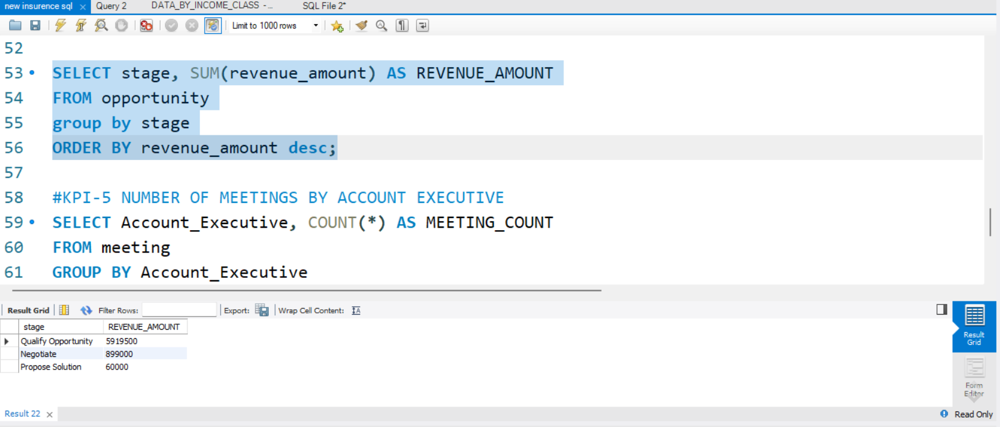 new insurence sql × Query 2 DATA_BY_INCOME_CLASS -... SQL File 2*
Limit to 1000 rows
52
53 SELECT stage, SUM(revenue_amount) AS REVENUE_AMOUNT
54 FROM opportunity
55 group by stage
56 ORDER BY revenue_amount desc;
57
58 #KPI-5 NUMBER OF MEETINGS BY ACCOUNT EXECUTIVE
59 SELECT Account_Executive, COUNT(*) AS MEETING_COUNT
60 FROM meeting
61 GROUP BY Account_Executive
Result Grid Filter Rows: Export: Wrap Cell Content:
stage REVENUE_AMOUNT
Qualify Opportunity 5919500
Negotiate 899000
Propose Solution 60000
Result
Grid
Form
Editor
Result 22 × Read Only